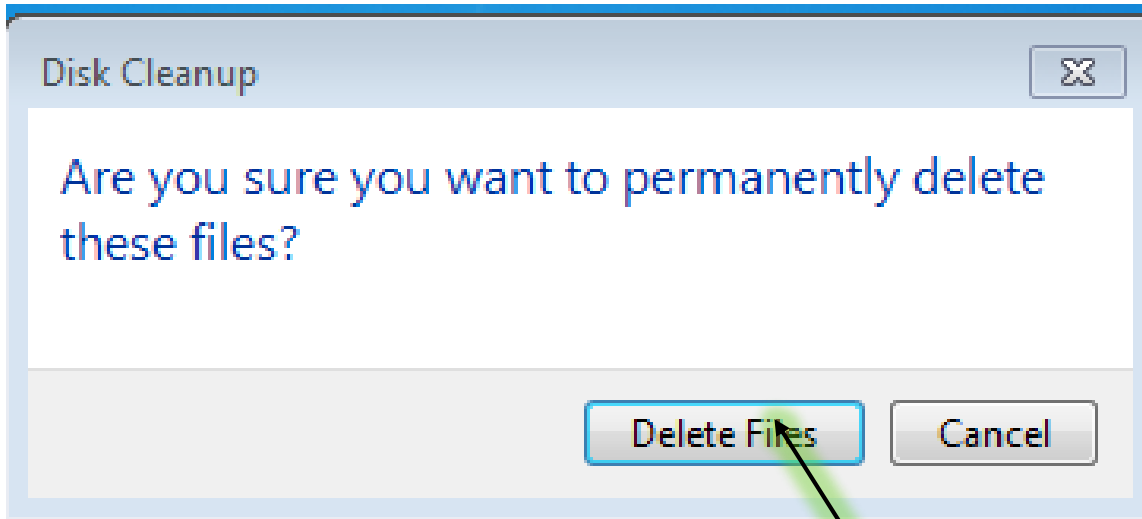 Disk Cleanup
Are you sure you want to permanently delete
these files?
Delete Files
Cancel